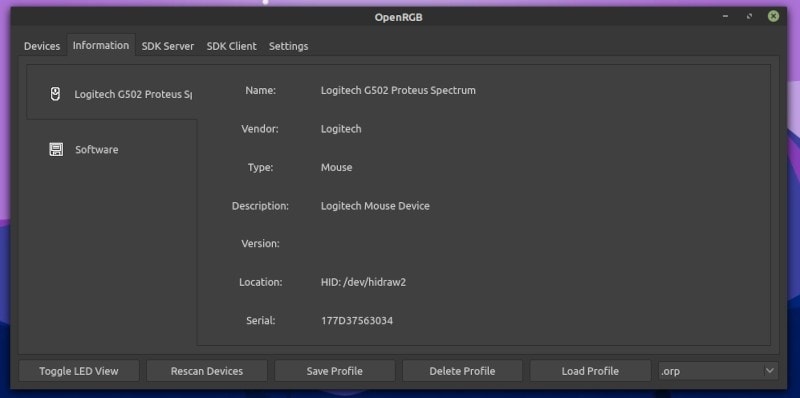 OpenRGB
Devices Information SDK Server SDK Client Settings
Logitech G502 Proteus Sp
Software
Name: Logitech G502 Proteus Spectrum
Vendor: Logitech
Type: Mouse
Description: Logitech Mouse Device
Version:
Location: HID: /dev/hidraw2
Serial: 177D37563034
Toggle LED View Rescan Devices Save Profile Delete Profile Load Profile .orp